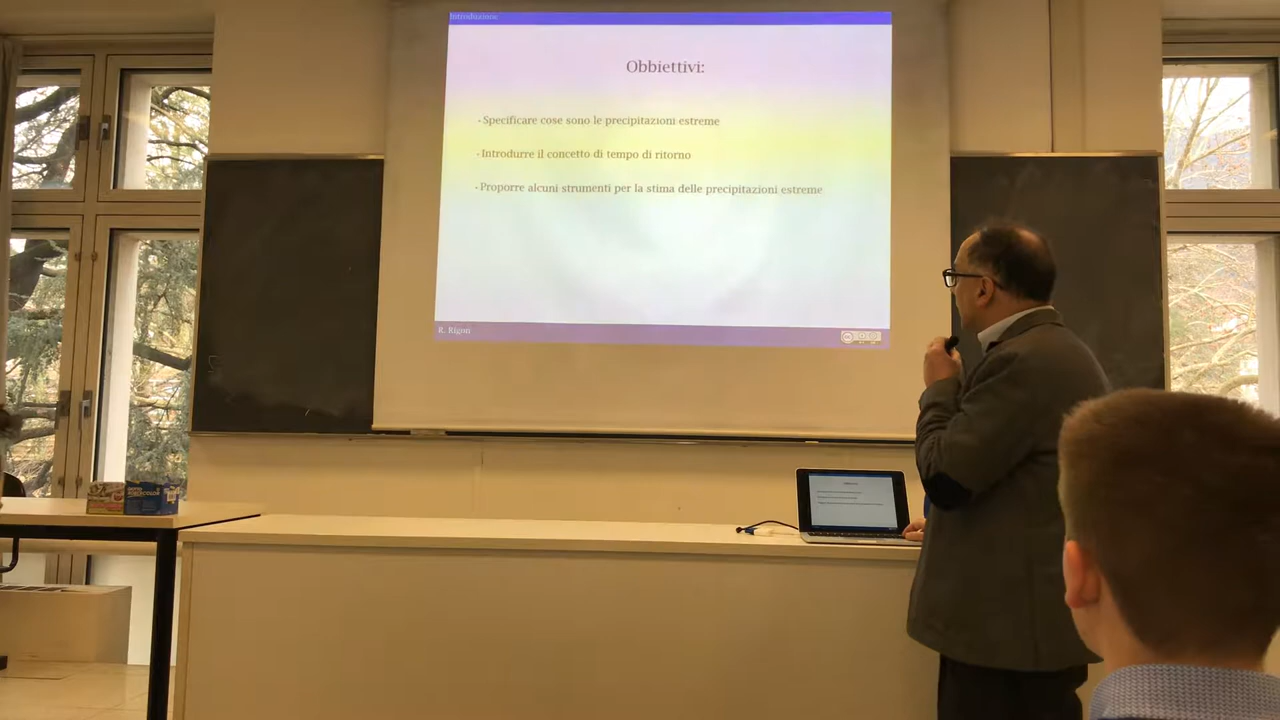 Introduzione
Obbiettivi:
- Specificare cose sono le precipitazioni estreme
- Introdurre il concetto di tempo di ritorno
- Proporre alcuni strumenti per la stima delle precipitazioni estreme
R. Rigon